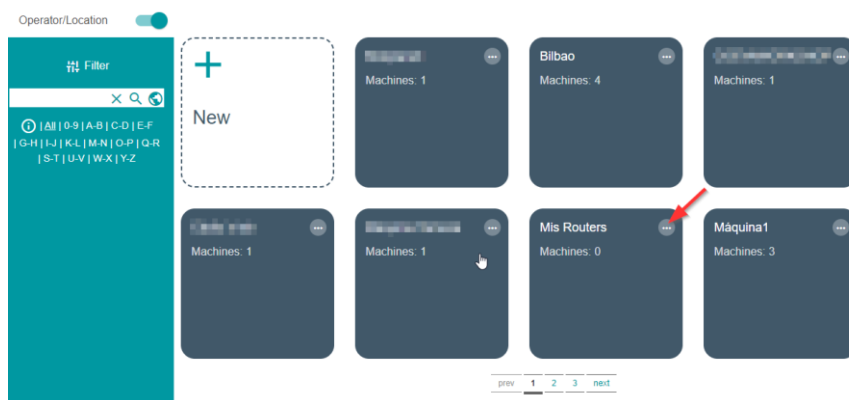 Operator/Location
Filter
| All | 0-9 | A-B | C-D | E-F
| G-H | I-J | K-L | M-N | O-P | Q-R
| S-T | U-V | W-X | Y-Z
New
Machines: 1
Bilbao
Machines: 4
Machines: 1
Machines: 1
Machines: 1
Mis Routers
Machines: 0
Máquina1
Machines: 3
prev 1 2 3 next